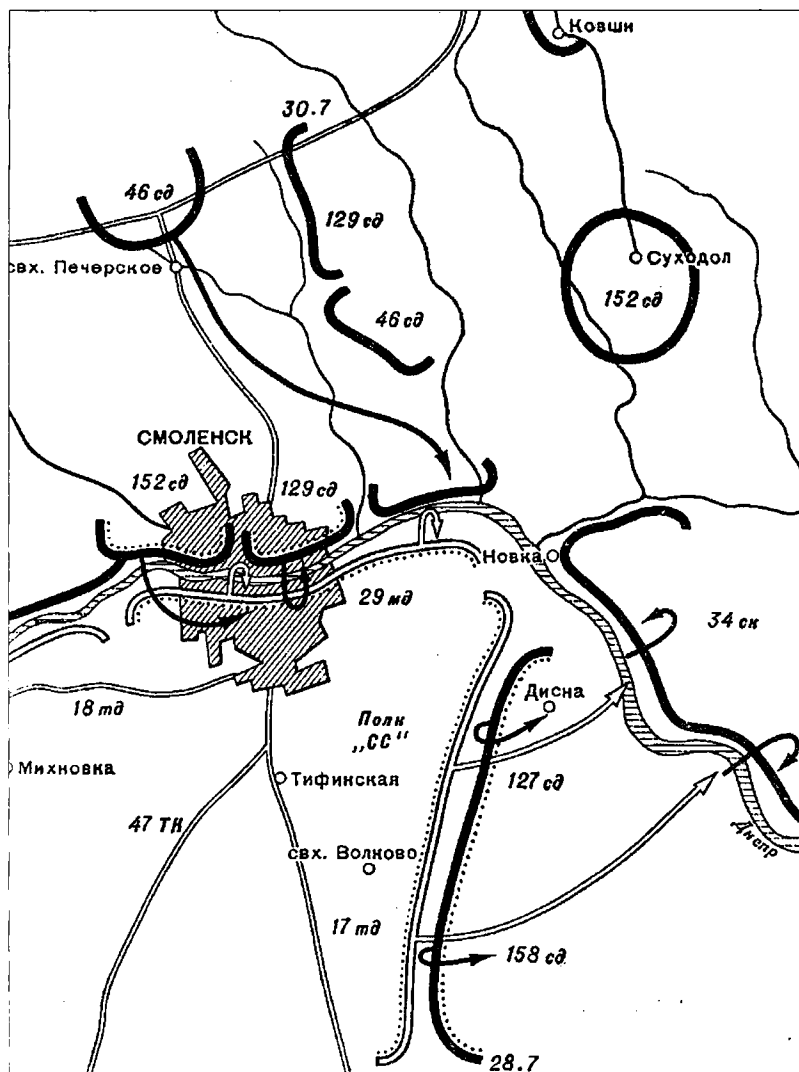 Ковши
30.7
46 сд
129 сд
свх. Печерское
Суходол
152 сд
46 сд
СМОЛЕНСК
152 сд
129 сд
Новка
29 мд
34 ск
18 тд
Полк
„СС“
Дисна
Михновка
Тифинская
127 сд
47 ТК
Днепр
свх. Волково
17 тд
158 сд.
28.7